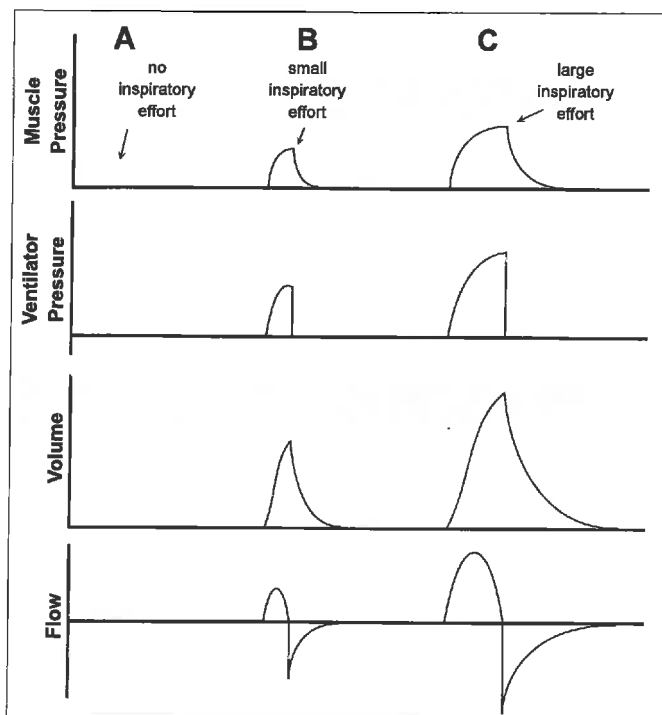 A B C
no
inspiratory
effort
small
inspiratory
effort
large
inspiratory
effort
Muscle
Pressure
Ventilator
Pressure
Volume
Flow